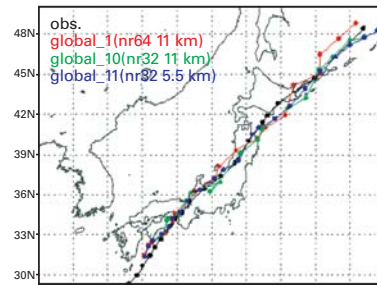 obs.
global_1(nr64 11 km)
global_10(nr32 11 km)
global_11(nr32 5.5 km)
48N
45N
42N
39N
36N
33N
30N